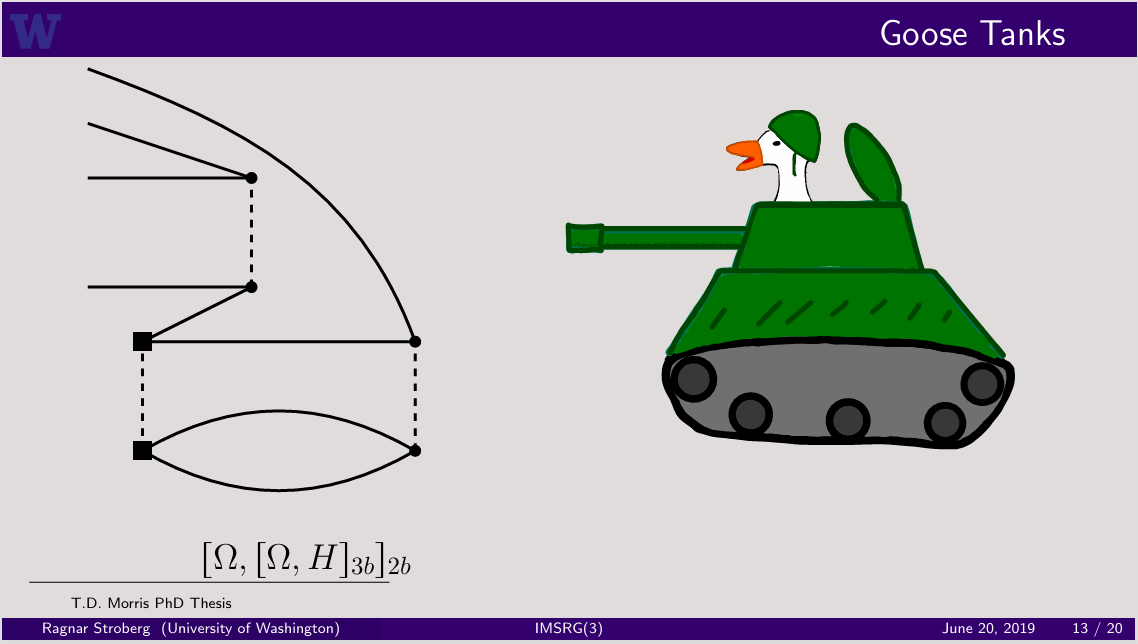 W
Goose Tanks
[Ω, [Ω, H]3b]2b
T.D. Morris PhD Thesis
Ragnar Stroberg (University of Washington)
IMSRG(3)
June 20, 2019
13 / 20